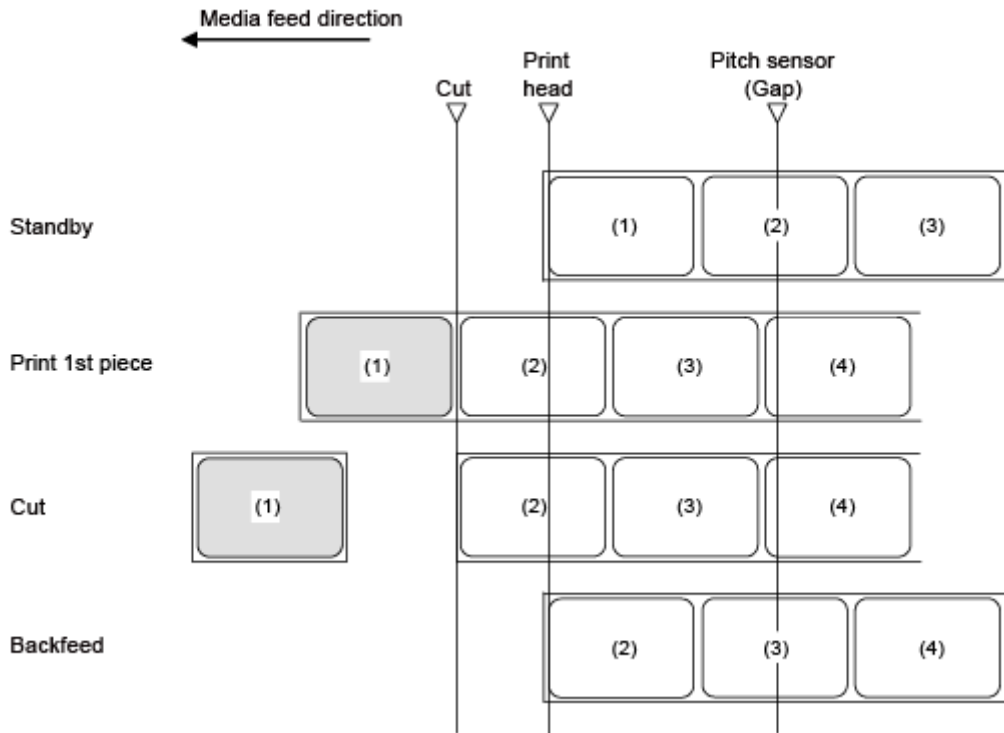 Media feed direction
Cut
Print
head
Pitch sensor
(Gap)
Standby
(1)
(2)
(3)
Print 1st piece
(1)
(2)
(3)
(4)
Cut
(1)
(2)
(3)
(4)
Backfeed
(2)
(3)
(4)